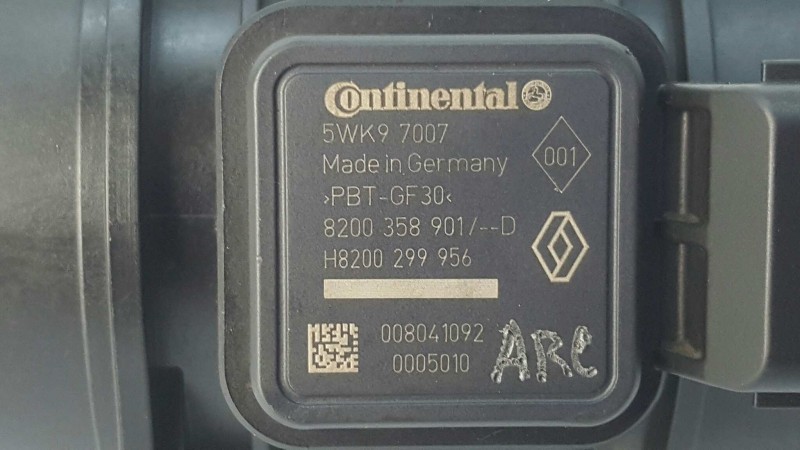 Continental
5WK9 7007
001
Made in Germany
>PBT-GF30<
8200 358 901/--D
H8200 299 956
008041092
0005010
ARC